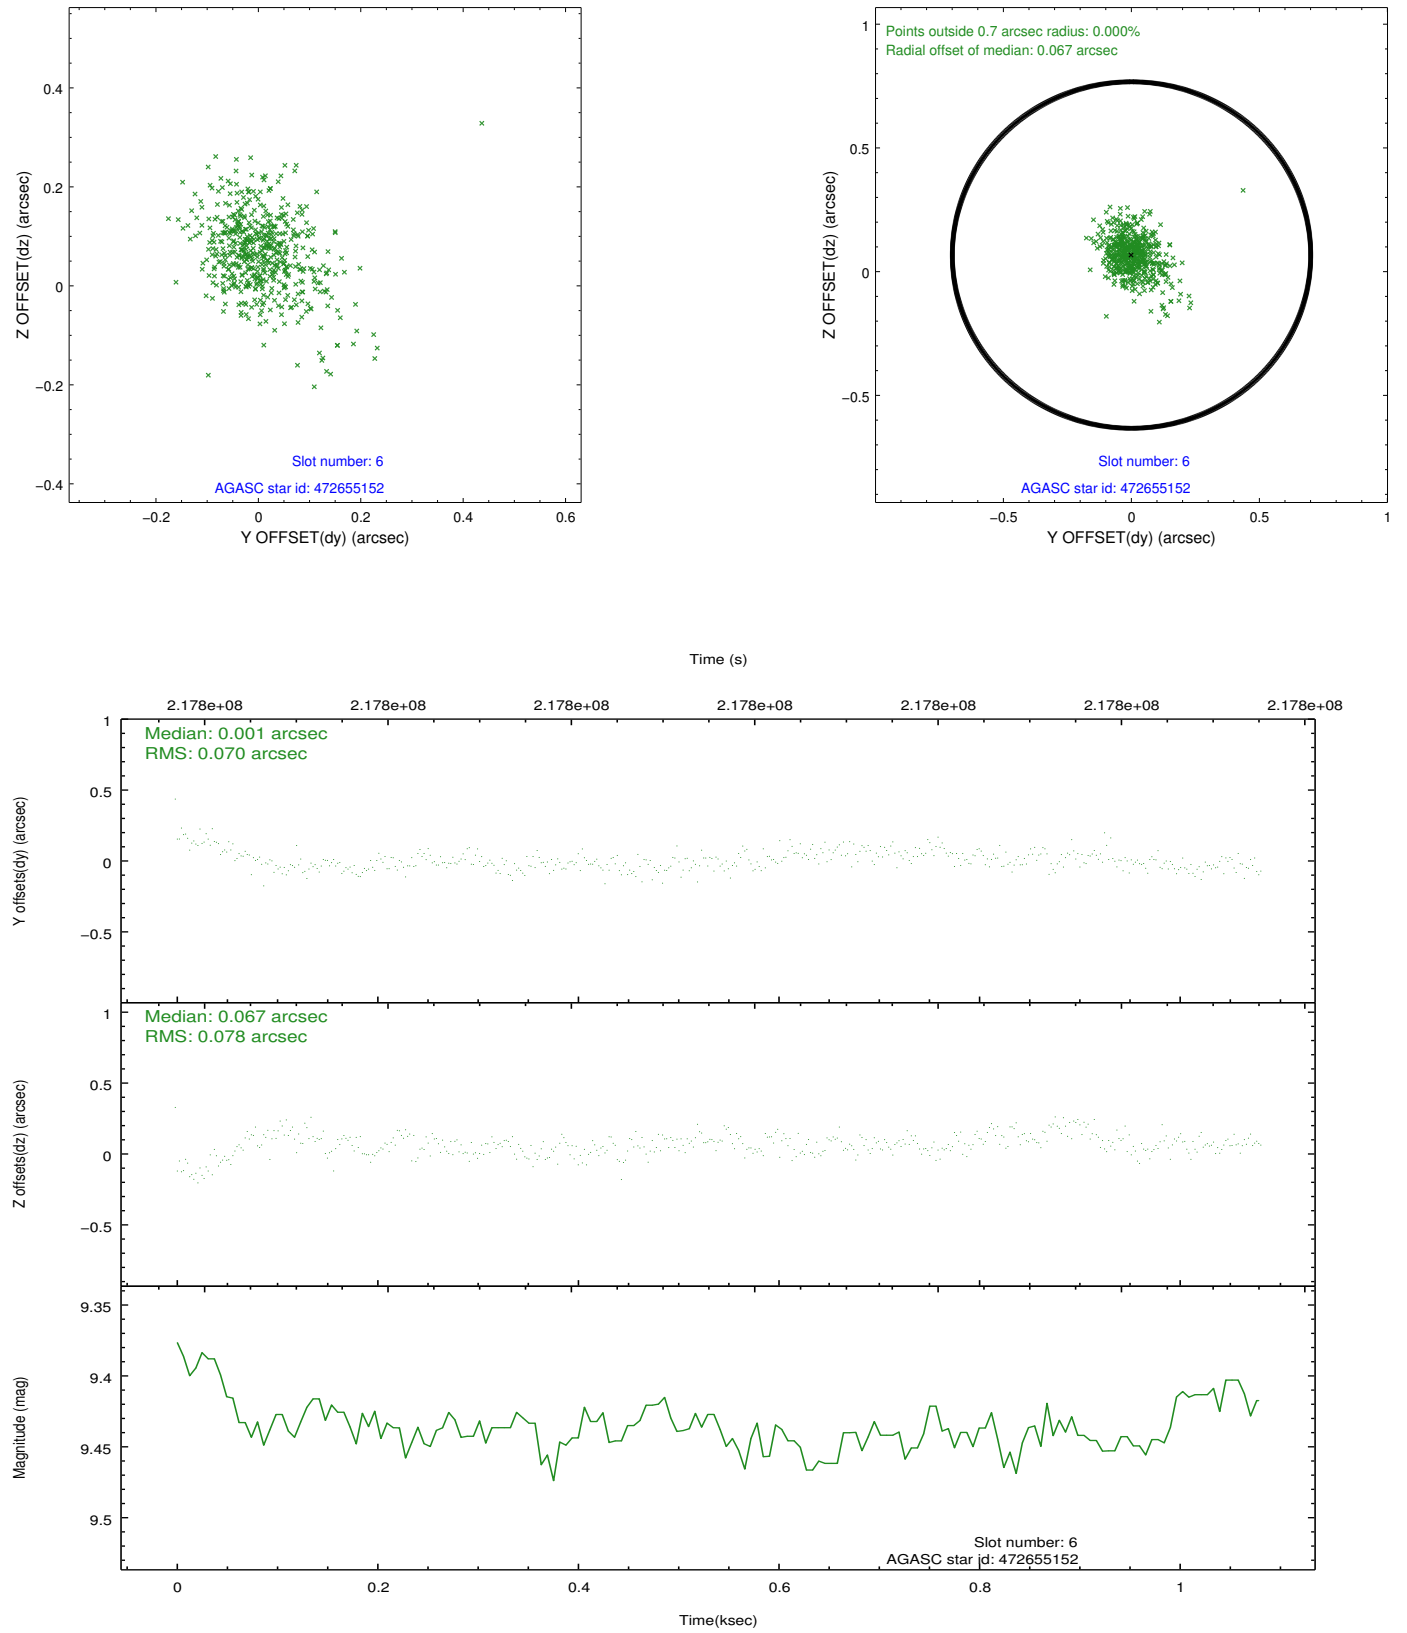 0.4
0.2
0
−0.2
−0.4
Z OFFSET(dz) (arcsec)
Slot number: 6
AGASC star id: 472655152
−0.2 0 0.2 0.4 0.6
Y OFFSET(dy) (arcsec)
Points outside 0.7 arcsec radius: 0.000%
Radial offset of median: 0.067 arcsec
1
0.5
0
−0.5
Z OFFSET(dz) (arcsec)
Slot number: 6
AGASC star id: 472655152
−0.5 0 0.5 1
Y OFFSET(dy) (arcsec)
Time (s)
2.178e+08 2.178e+08 2.178e+08 2.178e+08 2.178e+08 2.178e+08 2.178e+08
Median: 0.001 arcsec
RMS: 0.070 arcsec
1
0.5
0
−0.5
Y offsets(dy) (arcsec)
Median: 0.067 arcsec
RMS: 0.078 arcsec
1
0.5
0
−0.5
Z offsets(dz) (arcsec)
9.35
9.4
9.45
9.5
Magnitude (mag)
Slot number: 6
AGASC star id: 472655152
0 0.2 0.4 0.6 0.8 1
Time(ksec)